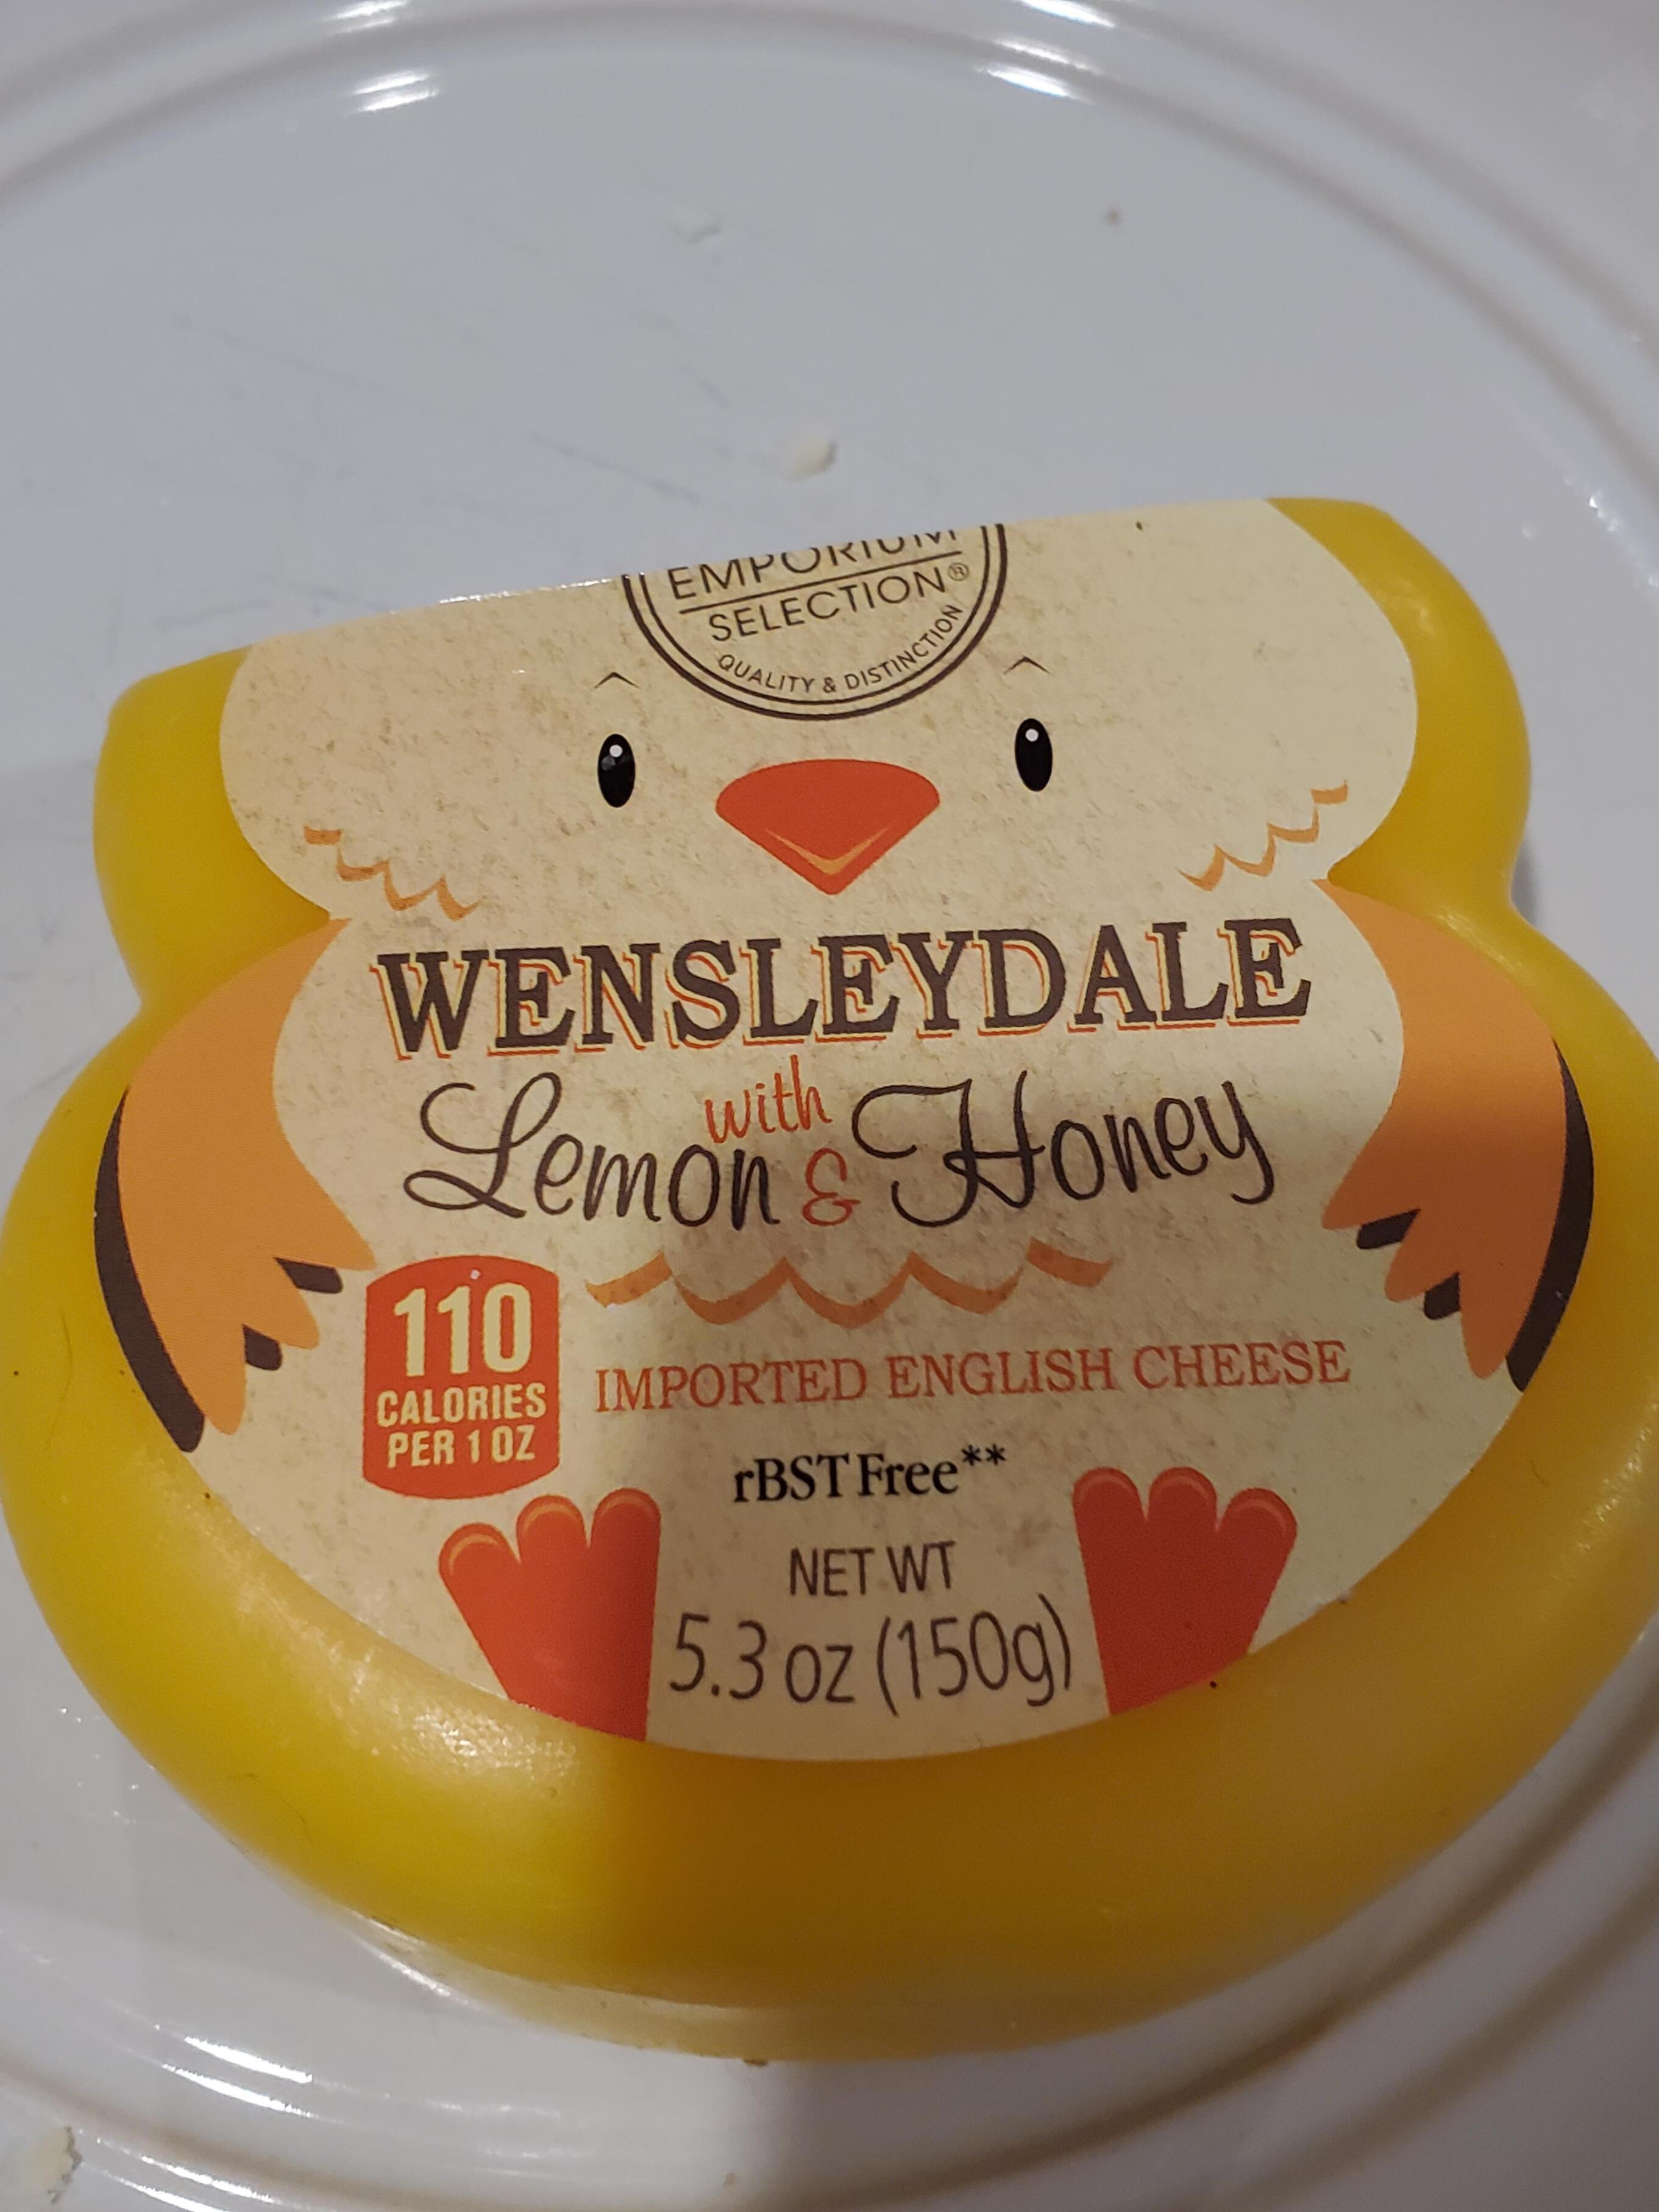 EMPORIUM
SELECTION®
QUALITY & DISTINCTION
WENSLEYDALE
with
Lemon & Honey
110
CALORIES
PER 1 OZ
IMPORTED ENGLISH CHEESE
rBST Free**
NET WT
5.3 oz (150g)